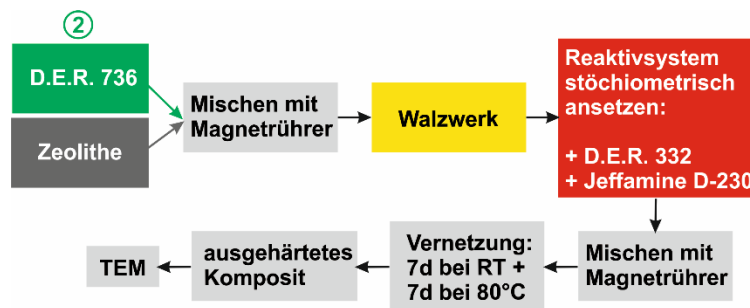 ②
D.E.R. 736
Zeolithe
Mischen mit
Magnetrührer
Walzwerk
Reaktivsystem
stöchiometrisch
ansetzen:
+ D.E.R. 332
+ Jeffamine D-230
Mischen mit
Magnetrührer
Vernetzung:
7d bei RT +
7d bei 80°C
ausgehärtetes
Komposit
TEM